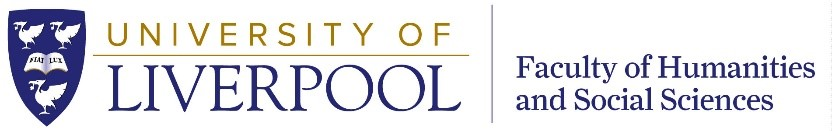 UNIVERSITY OF
LIVERPOOL
FIAT LUX
Faculty of Humanities
and Social Sciences